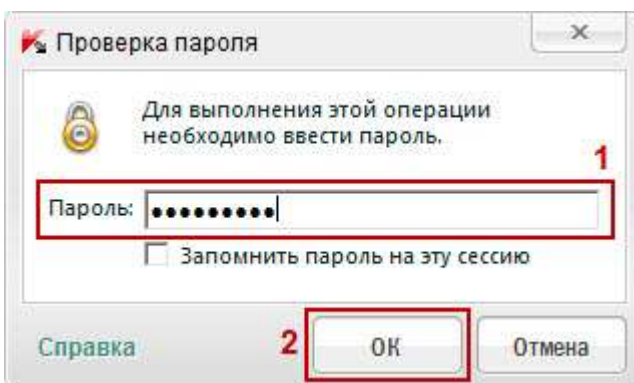 Проверка пароля
Для выполнения этой операции
необходимо ввести пароль.
1
Пароль: •••••••••
Запомнить пароль на эту сессию
Справка
2
ОК
Отмена